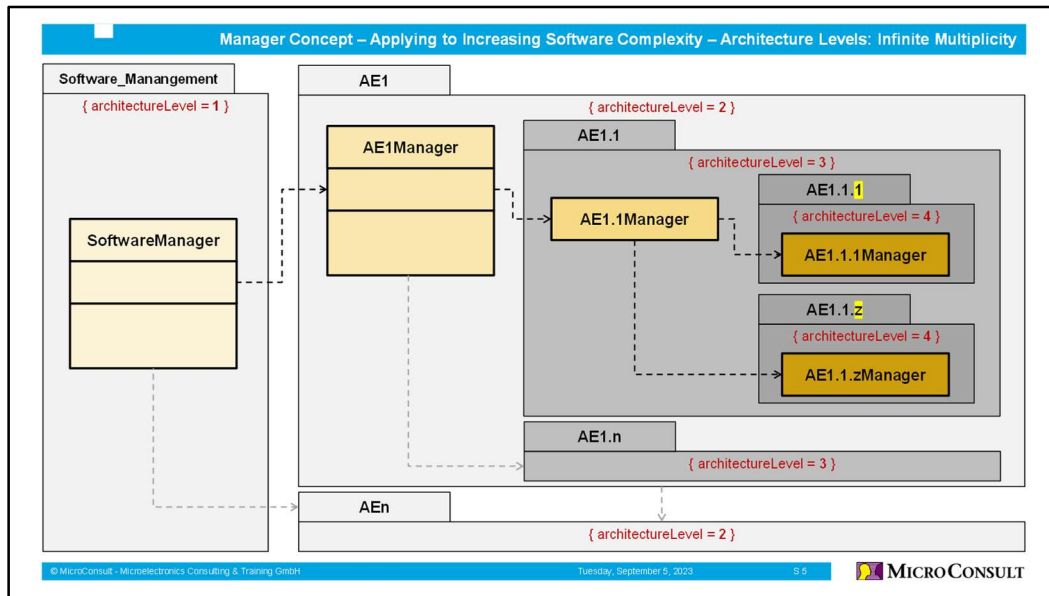 Manager Concept – Applying to Increasing Software Complexity – Architecture Levels: Infinite Multiplicity
Software_Manangement
{ architectureLevel = 1 }
SoftwareManager
AE1
{ architectureLevel = 2 }
AE1Manager
AE1.1
{ architectureLevel = 3 }
AE1.1Manager
AE1.1.1
{ architectureLevel = 4 }
AE1.1.1Manager
AE1.1.z
{ architectureLevel = 4 }
AE1.1.zManager
AE1.n
{ architectureLevel = 3 }
AEn
{ architectureLevel = 2 }
© MicroConsult - Microelectronics Consulting & Training GmbH
Tuesday, September 5, 2023
S 5
MICROCONSULT